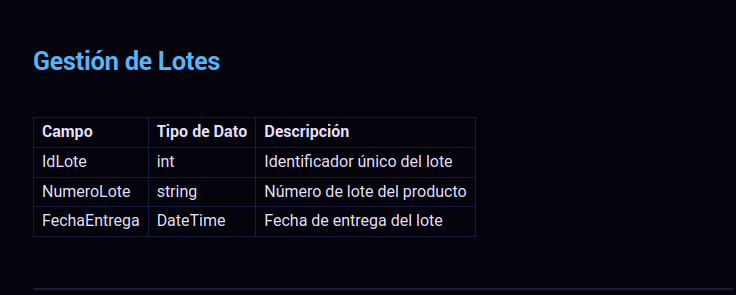 Gestión de Lotes
Campo Tipo de Dato Descripción
IdLote int Identificador único del lote
NumeroLote string Número de lote del producto
FechaEntrega DateTime Fecha de entrega del lote